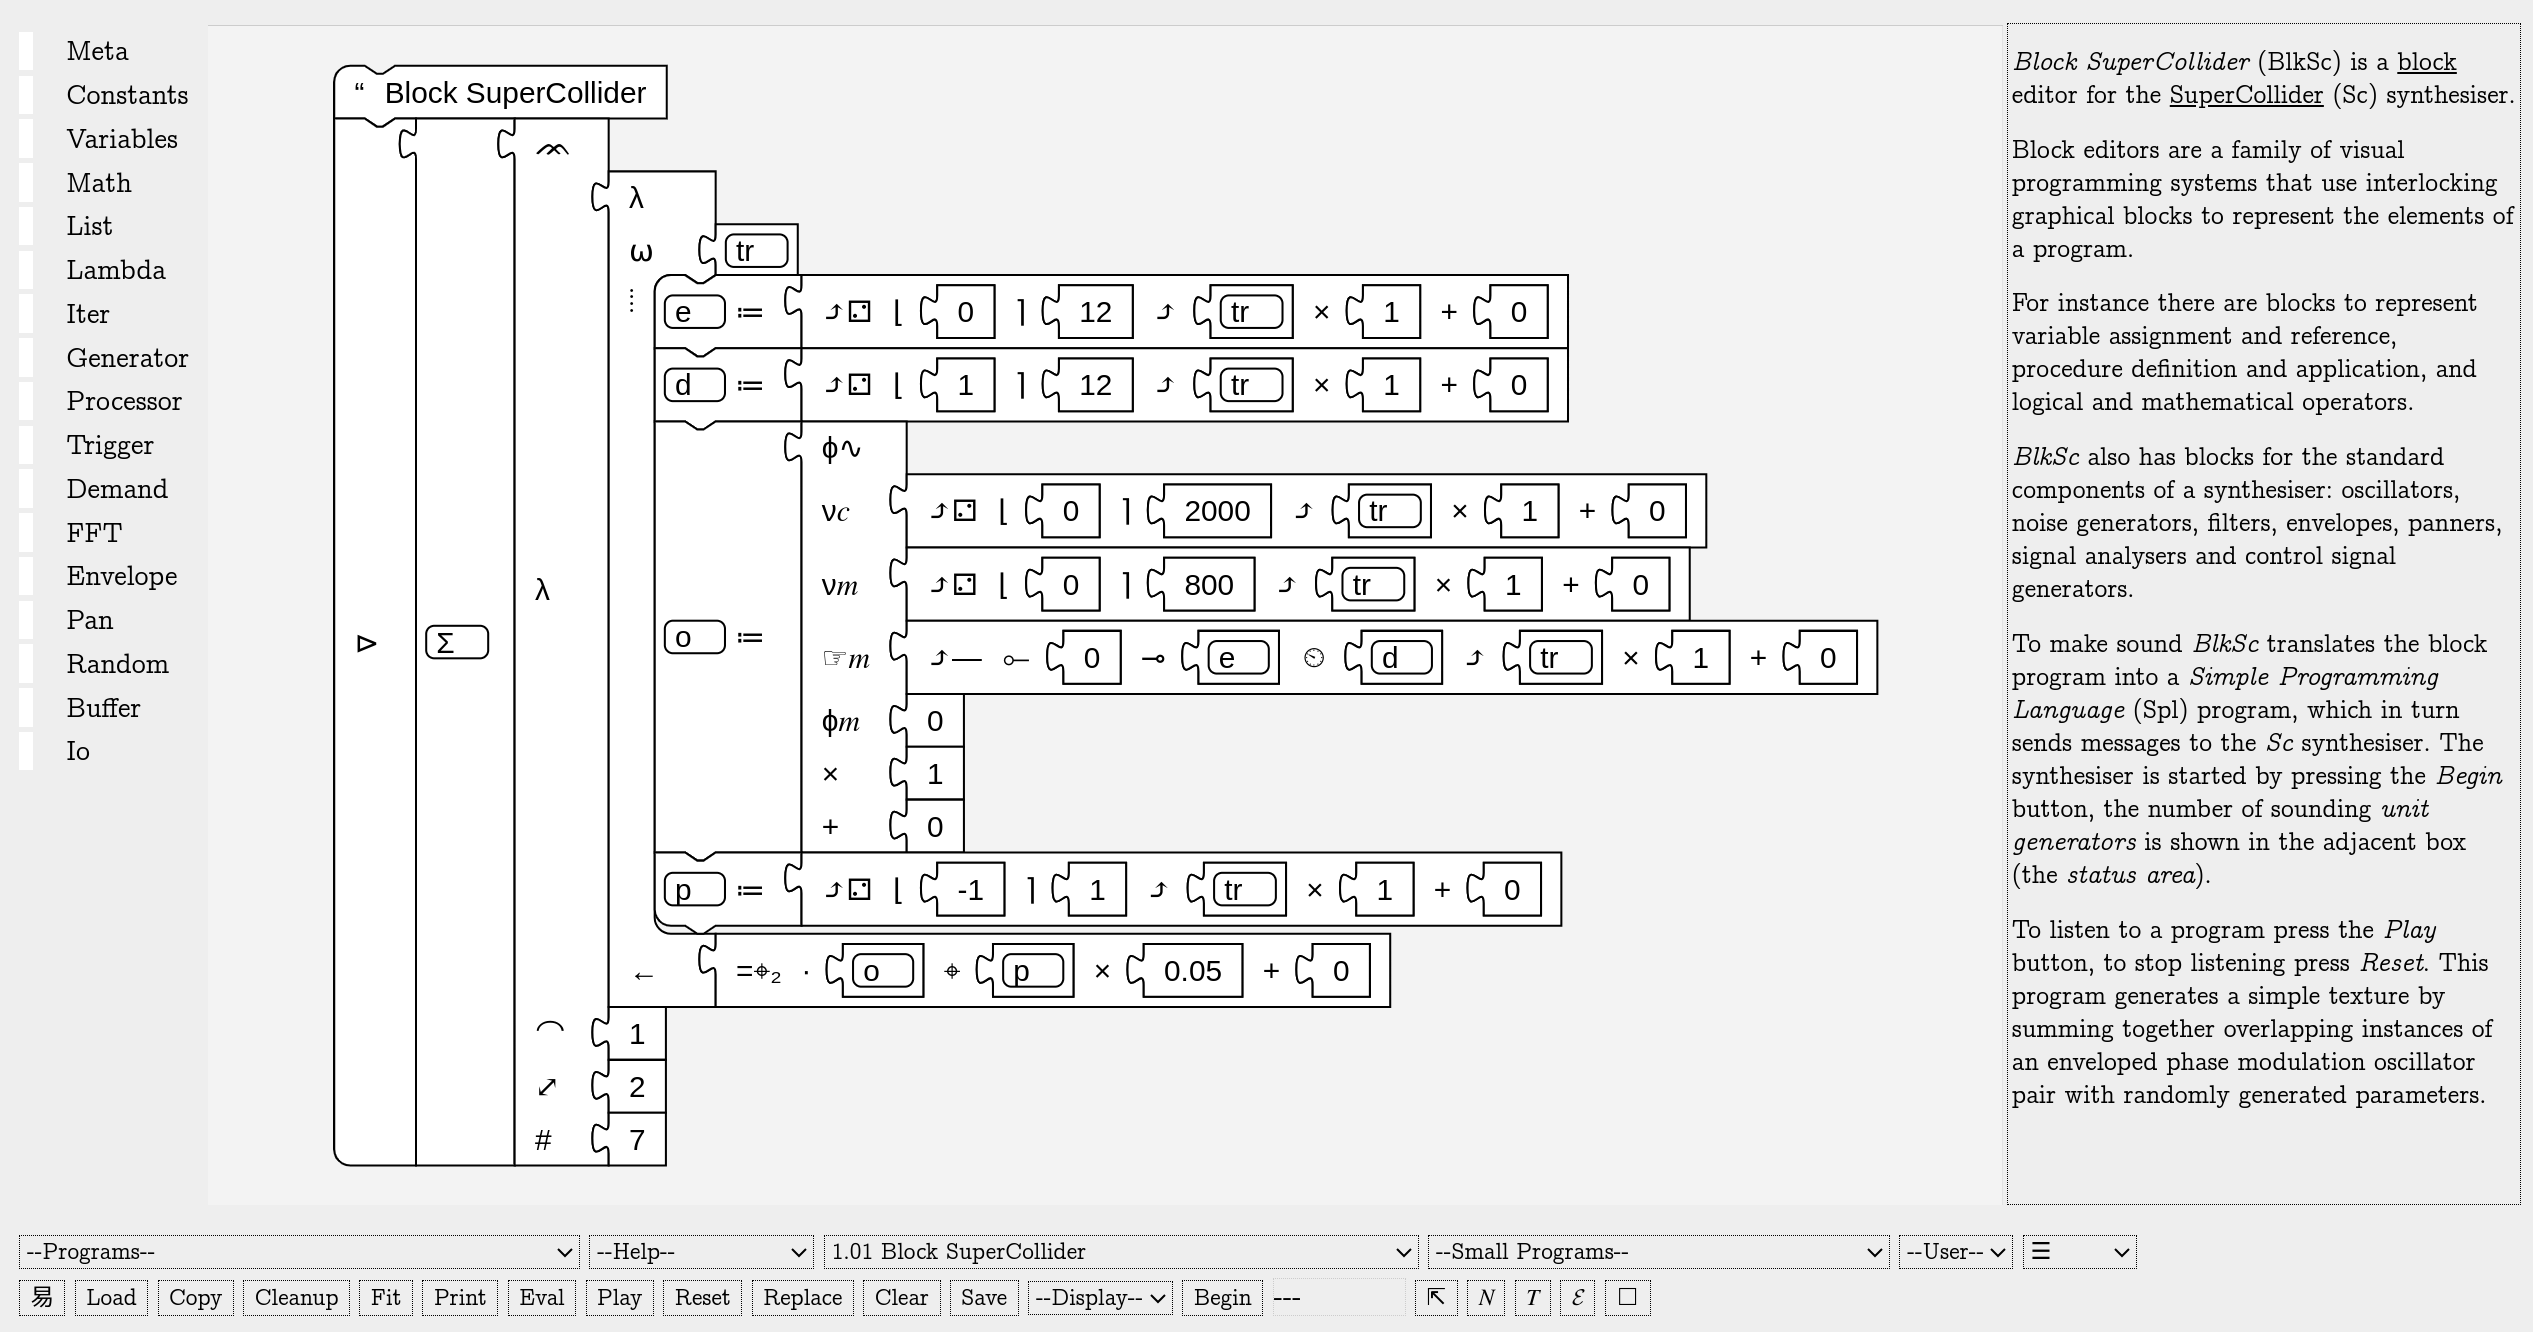 Meta
Constants
Variables
Math
List
Lambda
Iter
Generator
Processor
Trigger
Demand
FFT
Envelope
Pan
Random
Buffer
Io
“ Block SuperCollider
λ
ω tr
e ≔ ⤴⚁ ⌊ 0 ⌉ 12 ⤴ tr × 1 + 0
d ≔ ⤴⚁ ⌊ 1 ⌉ 12 ⤴ tr × 1 + 0
ϕ∿
νc ⤴⚁ ⌊ 0 ⌉ 2000 ⤴ tr × 1 + 0
νm ⤴⚁ ⌊ 0 ⌉ 800 ⤴ tr × 1 + 0
λ
⊳ Σ o ≔
☞m ⤴— ⟜ 0 ⊸ e ⏲ d ⤴ tr × 1 + 0
ϕm 0
× 1
+ 0
p ≔ ⤴⚁ ⌊ -1 ⌉ 1 ⤴ tr × 1 + 0
← =⌖₂ · o ⌖ p × 0.05 + 0
⌒ 1
⤢ 2
# 7
Block SuperCollider (BlkSc) is a block
editor for the SuperCollider (Sc) synthesiser.
Block editors are a family of visual
programming systems that use interlocking
graphical blocks to represent the elements of
a program.
For instance there are blocks to represent
variable assignment and reference,
procedure definition and application, and
logical and mathematical operators.
BlkSc also has blocks for the standard
components of a synthesiser: oscillators,
noise generators, filters, envelopes, panners,
signal analysers and control signal
generators.
To make sound BlkSc translates the block
program into a Simple Programming
Language (Spl) program, which in turn
sends messages to the Sc synthesiser. The
synthesiser is started by pressing the Begin
button, the number of sounding unit
generators is shown in the adjacent box
(the status area).
To listen to a program press the Play
button, to stop listening press Reset. This
program generates a simple texture by
summing together overlapping instances of
an enveloped phase modulation oscillator
pair with randomly generated parameters.
--Programs-- --Help-- 1.01 Block SuperCollider --Small Programs-- --User-- ☰
易 Load Copy Cleanup Fit Print Eval Play Reset Replace Clear Save --Display-- Begin --- ⇱ N T ℰ □